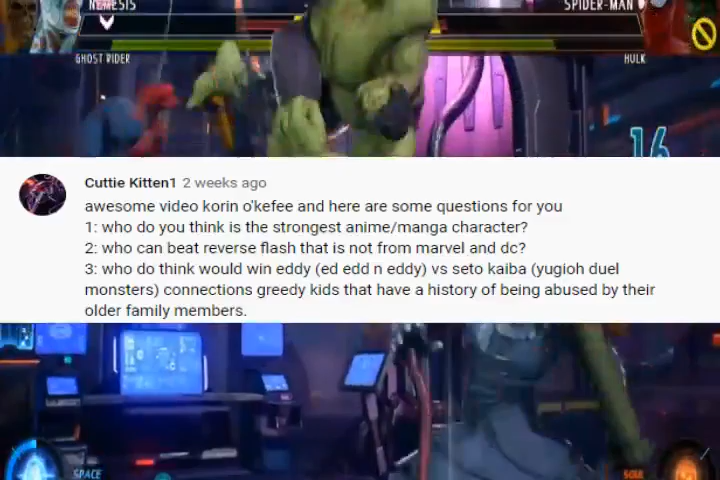 NEMESIS
SPIDER-MAN
GHOST RIDER
HULK
16
Cuttie Kitten1 2 weeks ago
awesome video korin o'kefee and here are some questions for you
1: who do you think is the strongest anime/manga character?
2: who can beat reverse flash that is not from marvel and dc?
3: who do think would win eddy (ed edd n eddy) vs seto kaiba (yugioh duel
monsters) connections greedy kids that have a history of being abused by their
older family members.
SPACE
SOUL